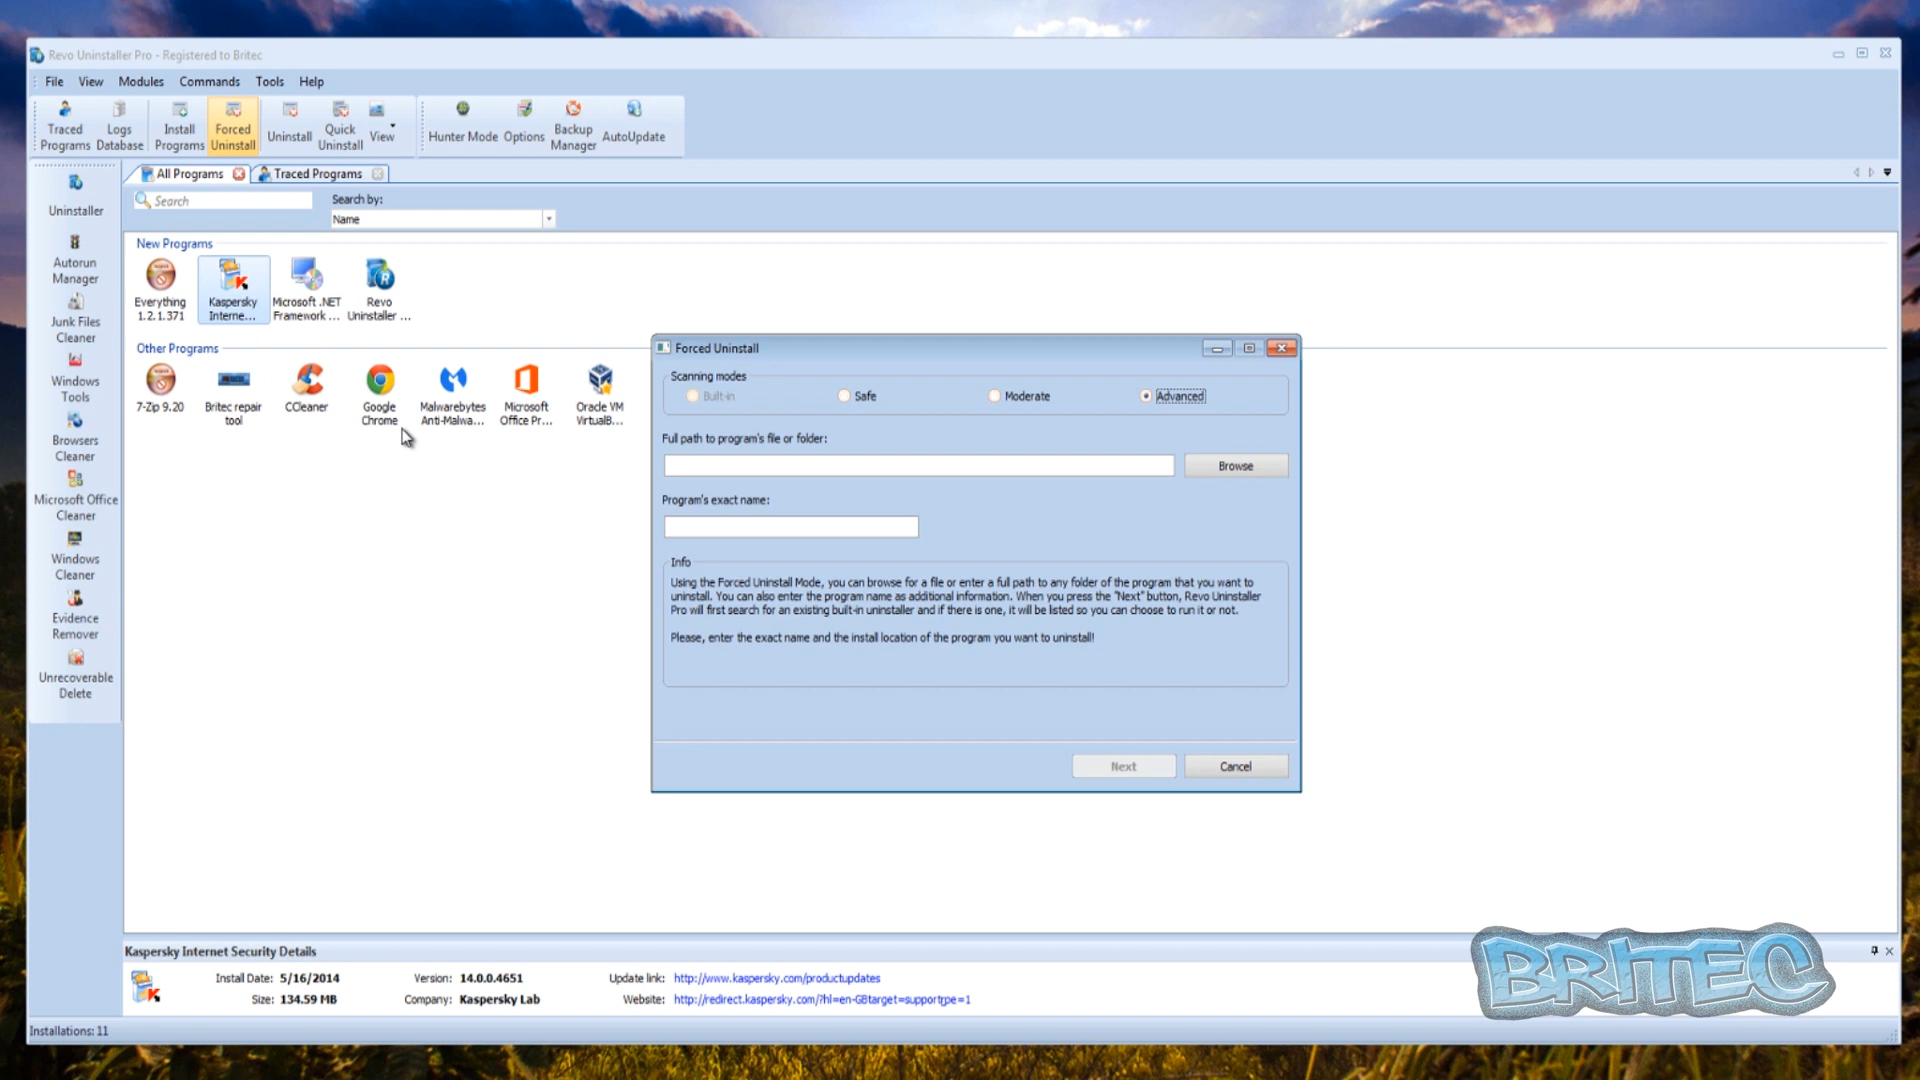 Revo Uninstaller Pro - Registered to Britec
File View Modules Commands Tools Help
Traced Programs
Logs Database
Install Programs
Forced Uninstall
Uninstall
Quick Uninstall
View
Hunter Mode
Options
Backup Manager
AutoUpdate
All Programs
Traced Programs
Search
Search by:
Name
Uninstaller
Autorun
Manager
Junk Files
Cleaner
Windows
Tools
Browsers
Cleaner
Microsoft Office
Cleaner
Windows
Cleaner
Evidence
Remover
Unrecoverable
Delete
New Programs
Everything
1.2.1.371
Kaspersky
Interne...
Microsoft .NET
Framework ...
Revo
Uninstaller ...
Other Programs
7-Zip 9.20
Britec repair
tool
CCleaner
Google
Chrome
Malwarebytes
Anti-Malwa...
Microsoft
Office Pr...
Oracle VM
VirtualB...
Forced Uninstall
Scanning modes
Built-in Safe Moderate Advanced
Full path to program's file or folder:
Browse
Program's exact name:
Info
Using the Forced Uninstall Mode, you can browse for a file or enter a full path to any folder of the program that you want to
uninstall. You can also enter the program name as additional information. When you press the "Next" button, Revo Uninstaller
Pro will first search for an existing built-in uninstaller and if there is one, it will be listed so you can choose to run it or not.
Please, enter the exact name and the install location of the program you want to uninstall!
Next Cancel
Kaspersky Internet Security Details
Install Date: 5/16/2014 Version: 14.0.0.4651 Update link: http://www.kaspersky.com/productupdates
Size: 134.59 MB Company: Kaspersky Lab Website: http://redirect.kaspersky.com/?hl=en-GB&target=support&rpe=1
BRITEC
Installations: 11